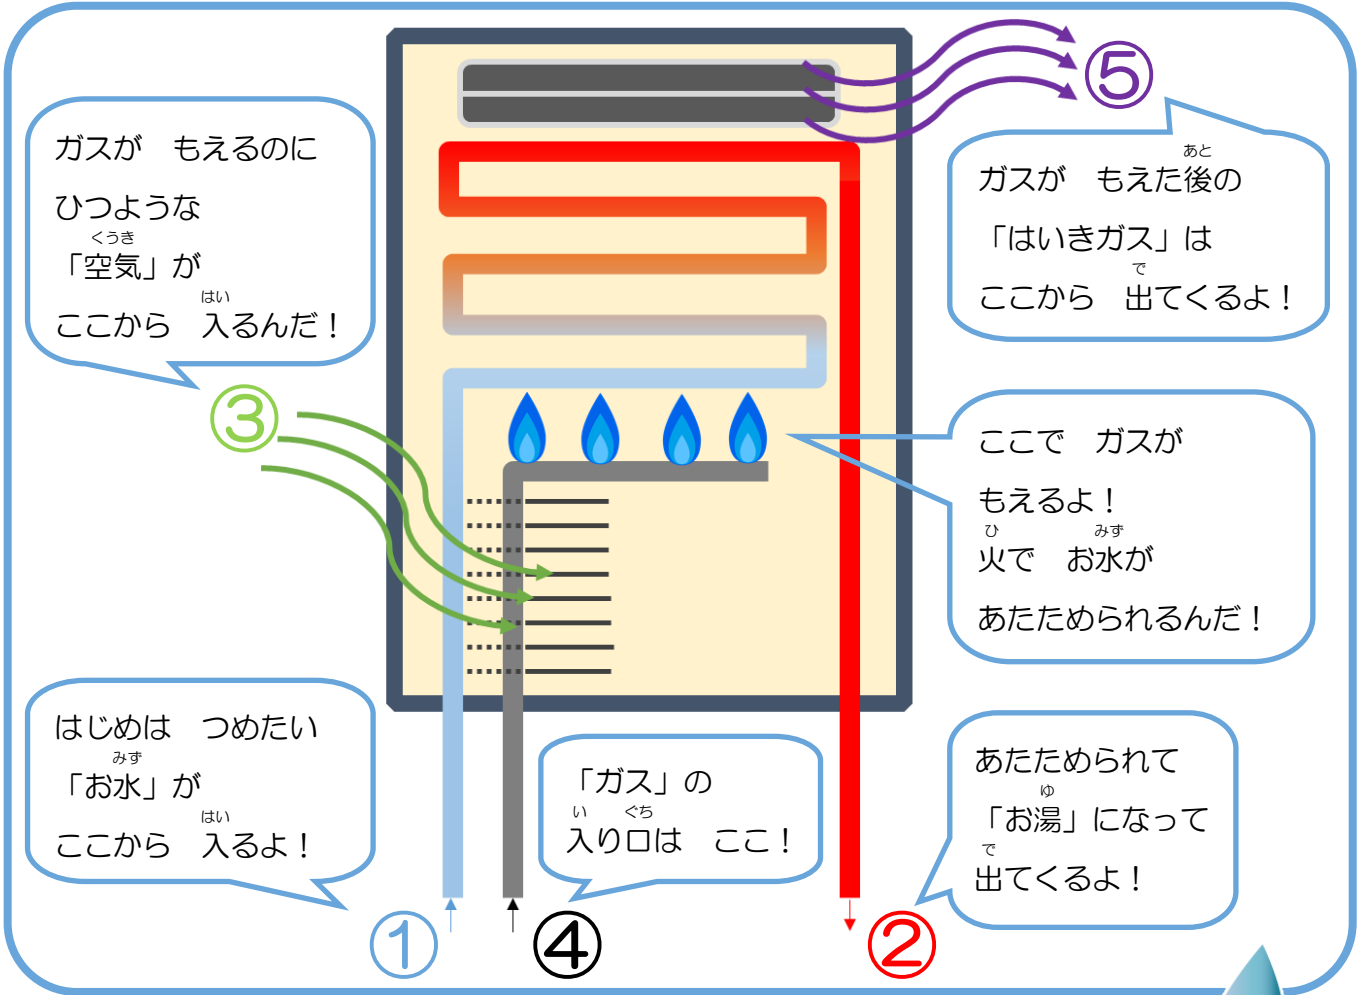 ⑤
ガスが　もえるのに
ひつような
「空気」が
くうき
ここから　入るんだ！
はい
③
ガスが　もえた後の
あと
「はいきガス」は
ここから　出てくるよ！
で
ここで　ガスが
もえるよ！
火で　お水が
ひ　みず
あたためられるんだ！
はじめは　つめたい
「お水」が
みず
ここから　入るよ！
はい
①
「ガス」の
入り口は　ここ！
い　ぐち
④
あたためられて
「お湯」になって
ゆ
出てくるよ！
で
②